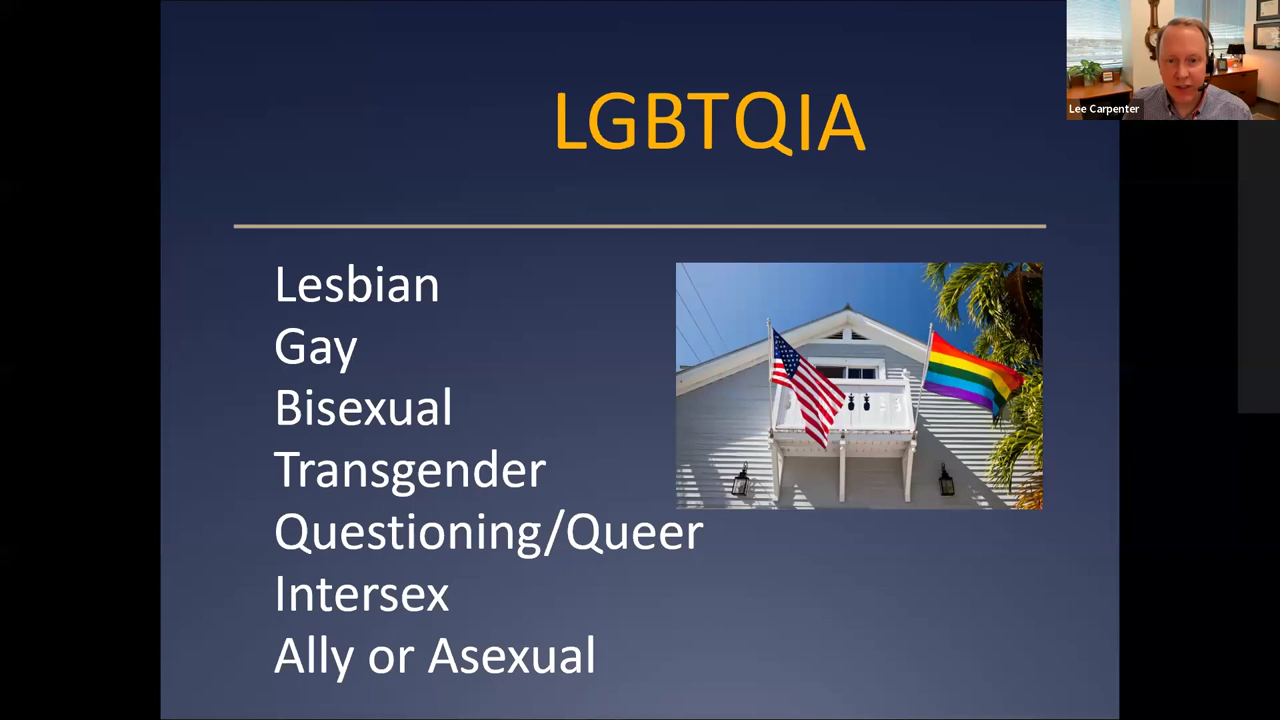 LGBTQIA
Lesbian
Gay
Bisexual
Transgender
Questioning/Queer
Intersex
Ally or Asexual
Lee Carpenter